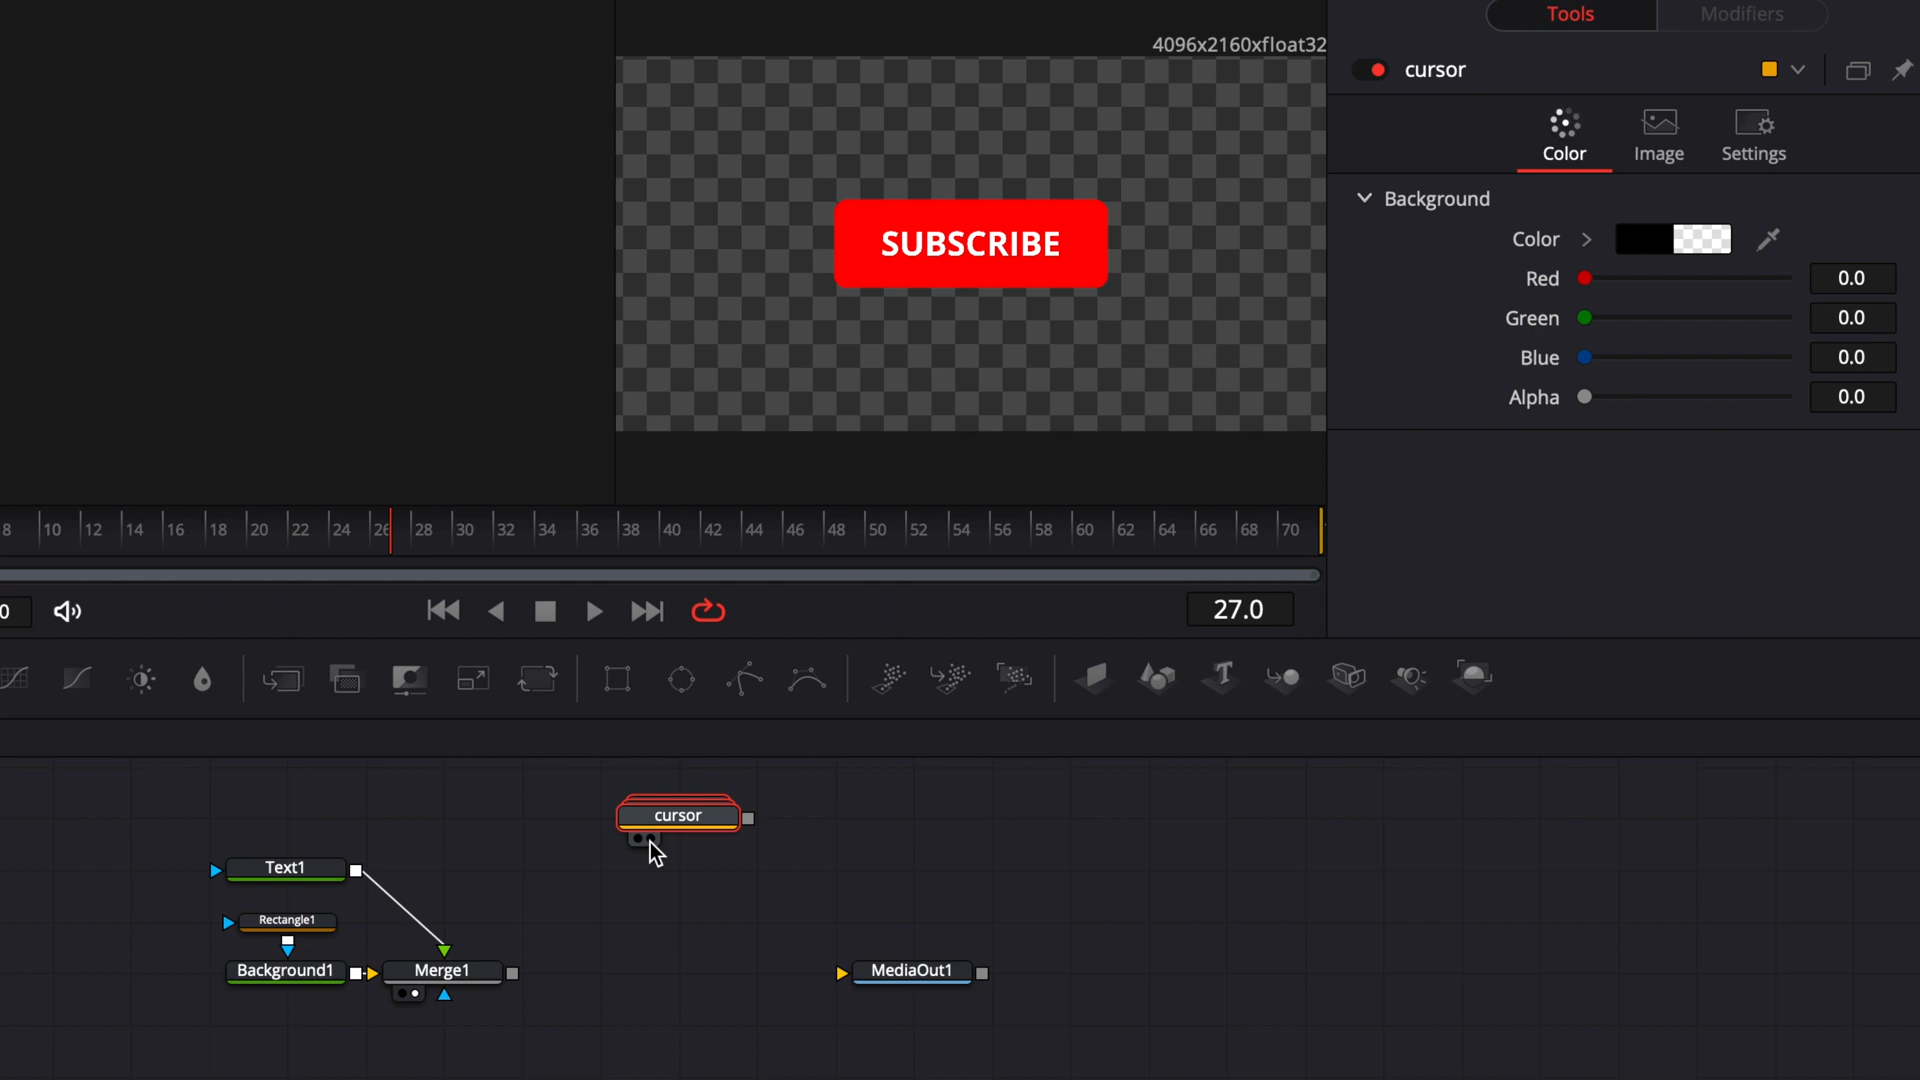 Tools Modifiers
4096x2160xfloat32
cursor
Color Image Settings
Background
SUBSCRIBE
Color
Red 0.0
Green 0.0
Blue 0.0
Alpha 0.0
8 10 12 14 16 18 20 22 24 26 28 30 32 34 36 38 40 42 44 46 48 50 52 54 56 58 60 62 64 66 68 70
0 27.0
cursor
Text1
Rectangle1
Background1 Merge1 MediaOut1